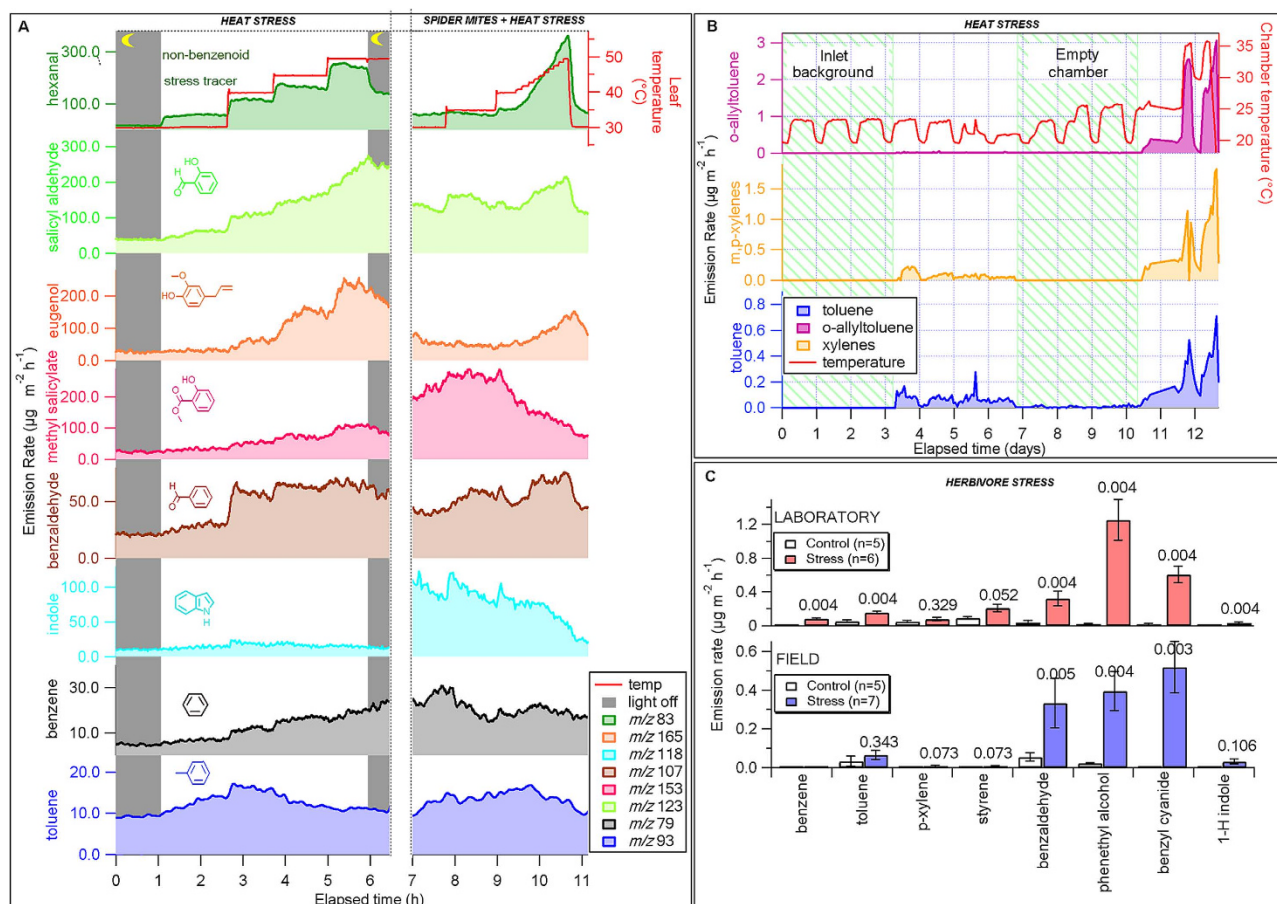 A
HEAT STRESS
SPIDER MITES + HEAT STRESS
non-benzenoid
stress tracer
hexanal
300.0
100.0
Leaf temperature (°C)
50
40
30
salicyl aldehyde
300.0
200.0
100.0
0.0
HO
H
O
eugenol
200.0
100.0
0.0
O
HO
Emission Rate (µg m-2 h-1)
methyl salicylate
200.0
100.0
0.0
HO
O
O
benzaldehyde
50.0
0.0
H
O
indole
100.0
50.0
0.0
N
H
benzene
30.0
10.0
toluene
20.0
10.0
0.0
temp
light off
m/z 83
m/z 165
m/z 118
m/z 107
m/z 153
m/z 123
m/z 79
m/z 93
0 1 2 3 4 5 6 7 8 9 10 11
Elapsed time (h)
B
HEAT STRESS
Inlet background
Empty chamber
o-allyltoluene
3
2
1
0
Chamber temperature (°C)
35
30
25
20
Emission Rate (µg m-2 h-1)
m,p-xylenes
1.5
1.0
0.5
0.0
toluene
0.8
0.6
0.4
0.2
0.0
toluene
o-allyltoluene
xylenes
temperature
0 1 2 3 4 5 6 7 8 9 10 11 12
Elapsed time (days)
C
HERBIVORE STRESS
LABORATORY
Control (n=5)
Stress (n=6)
1.2
0.8
0.4
0
0.004 0.004 0.329 0.052 0.004 0.004 0.004 0.004
Emission rate (µg m-2 h-1)
FIELD
Control (n=5)
Stress (n=7)
0.6
0.4
0.2
0.0
0.343 0.073 0.073 0.005 0.004 0.003 0.106
benzene
toluene
p-xylene
styrene
benzaldehyde
phenethyl alcohol
benzyl cyanide
1-H indole